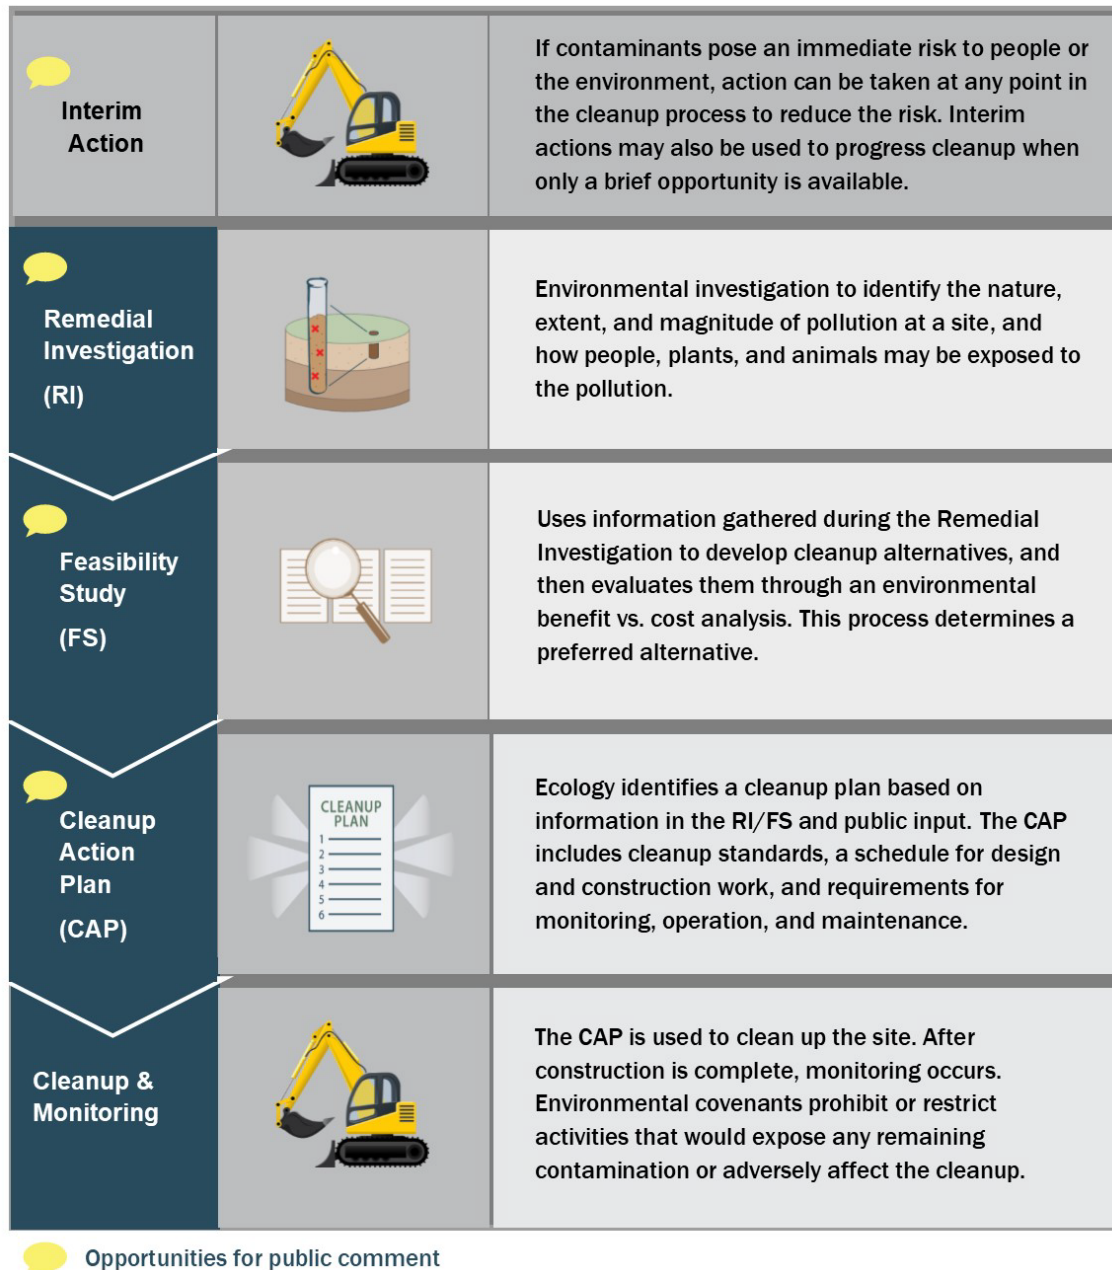 Interim
Action
If contaminants pose an immediate risk to people or
the environment, action can be taken at any point in
the cleanup process to reduce the risk. Interim
actions may also be used to progress cleanup when
only a brief opportunity is available.
Remedial
Investigation
(RI)
Environmental investigation to identify the nature,
extent, and magnitude of pollution at a site, and
how people, plants, and animals may be exposed to
the pollution.
Feasibility
Study
(FS)
Uses information gathered during the Remedial
Investigation to develop cleanup alternatives, and
then evaluates them through an environmental
benefit vs. cost analysis. This process determines a
preferred alternative.
Cleanup
Action
Plan
(CAP)
CLEANUP
PLAN
1
2
3
4
5
6
Ecology identifies a cleanup plan based on
information in the RI/FS and public input. The CAP
includes cleanup standards, a schedule for design
and construction work, and requirements for
monitoring, operation, and maintenance.
Cleanup &
Monitoring
The CAP is used to clean up the site. After
construction is complete, monitoring occurs.
Environmental covenants prohibit or restrict
activities that would expose any remaining
contamination or adversely affect the cleanup.
Opportunities for public comment